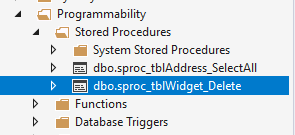 Programmability
Stored Procedures
System Stored Procedures
dbo.sproc_tblAddress_SelectAll
dbo.sproc_tblWidget_Delete
Functions
Database Triggers